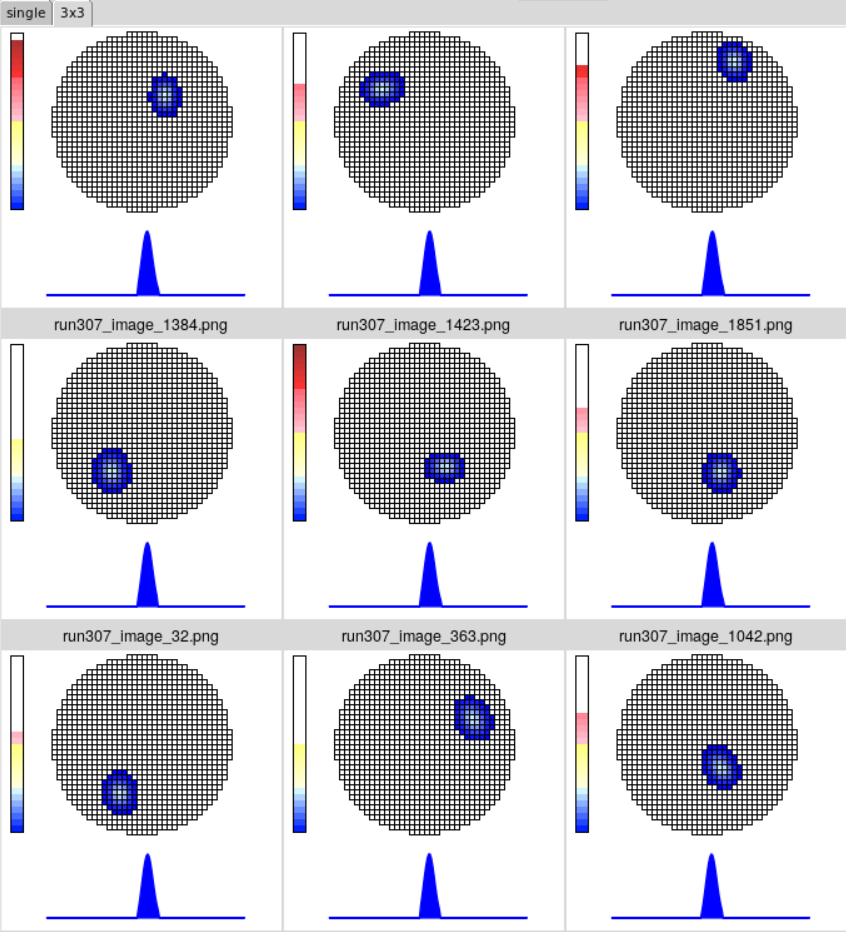 single 3x3
run307_image_1384.png run307_image_1423.png run307_image_1851.png
run307_image_32.png run307_image_363.png run307_image_1042.png